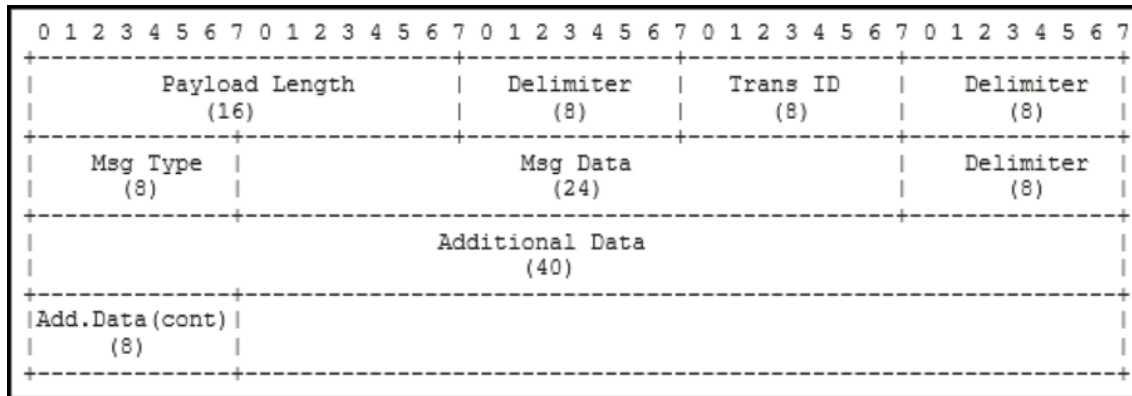 0 1 2 3 4 5 6 7 0 1 2 3 4 5 6 7 0 1 2 3 4 5 6 7 0 1 2 3 4 5 6 7 0 1 2 3 4 5 6 7
Payload Length | Delimiter | Trans ID | Delimiter
(16) | (8) | (8) | (8)
Msg Type | Msg Data | Delimiter
(8) | (24) | (8)
Additional Data
(40)
|Add.Data(cont)|
(8)